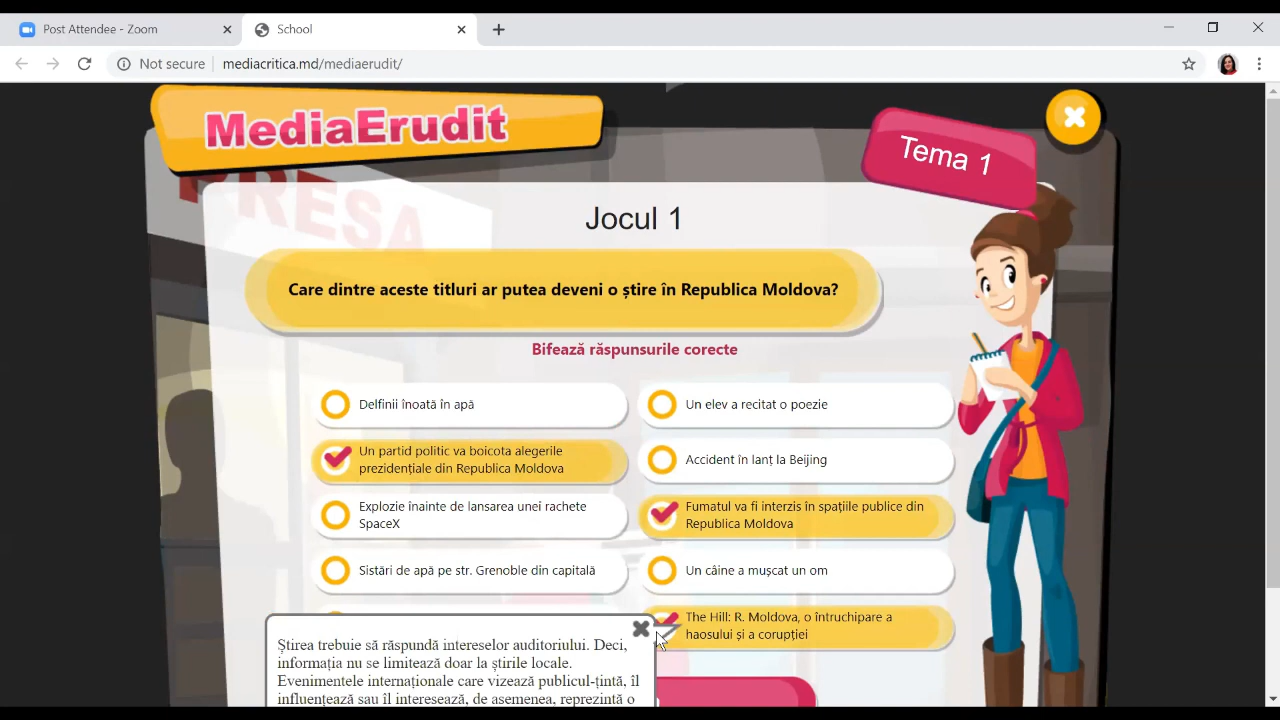 Post Attendee - Zoom
School
Not secure
mediacritica.md/mediaerudit/
MediaErudit
Tema 1
PRESA
Jocul 1
Care dintre aceste titluri ar putea deveni o știre în Republica Moldova?
Bifează răspunsurile corecte
Delfinii înoată în apă
Un elev a recitat o poezie
Un partid politic va boicota alegerile
prezidențiale din Republica Moldova
Accident în lanț la Beijing
Explozie înainte de lansarea unei rachete
SpaceX
Fumatul va fi interzis în spațiile publice din
Republica Moldova
Sistări de apă pe str. Grenoble din capitală
Un câine a mușcat un om
The Hill: R. Moldova, o întruchipare a
haosului și a corupției
Știrea trebuie să răspundă intereselor auditoriului. Deci,
informația nu se limitează doar la știrile locale.
Evenimentele internaționale care vizează publicul-țintă, îl
influențează sau îl interesează, de asemenea, reprezintă o